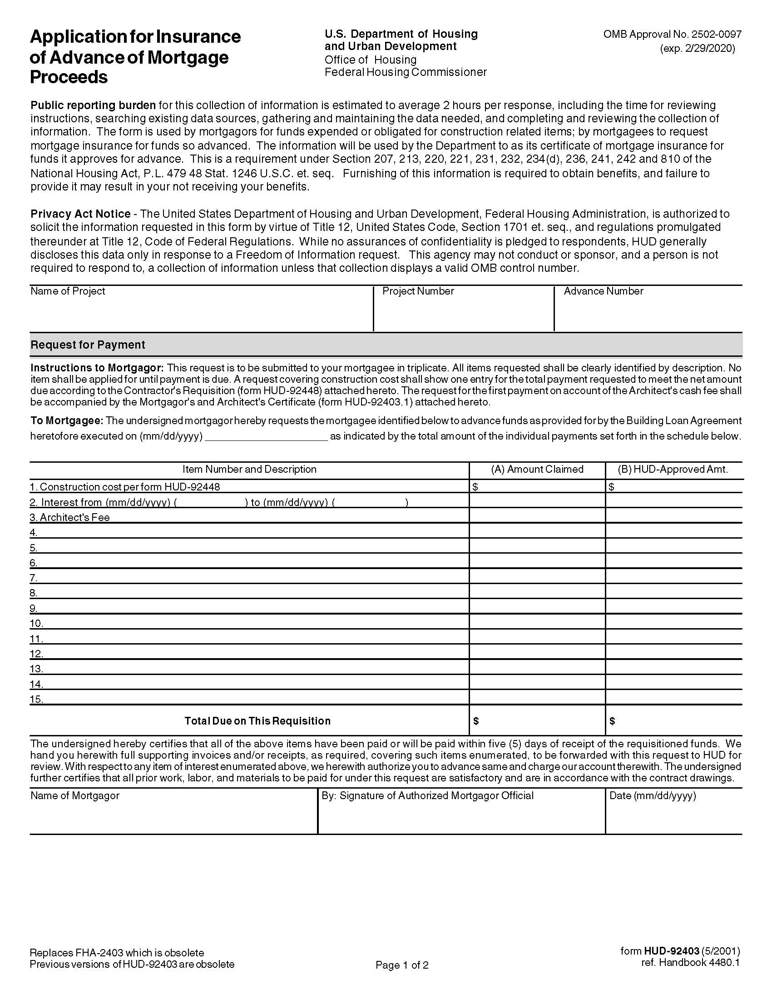 Application for Insurance
of Advance of Mortgage
Proceeds
U.S. Department of Housing
and Urban Development
Office of Housing
Federal Housing Commissioner
OMB Approval No. 2502-0097
(exp. 2/29/2020)
Public reporting burden for this collection of information is estimated to average 2 hours per response, including the time for reviewing
instructions, searching existing data sources, gathering and maintaining the data needed, and completing and reviewing the collection of
information. The form is used by mortgagors for funds expended or obligated for construction related items; by mortgagees to request
mortgage insurance for funds so advanced. The information will be used by the Department to as its certificate of mortgage insurance for
funds it approves for advance. This is a requirement under Section 207, 213, 220, 221, 231, 232, 234(d), 236, 241, 242 and 810 of the
National Housing Act, P.L. 479 48 Stat. 1246 U.S.C. et. seq. Furnishing of this information is required to obtain benefits, and failure to
provide it may result in your not receiving your benefits.
Privacy Act Notice - The United States Department of Housing and Urban Development, Federal Housing Administration, is authorized to
solicit the information requested in this form by virtue of Title 12, United States Code, Section 1701 et. seq., and regulations promulgated
thereunder at Title 12, Code of Federal Regulations. While no assurances of confidentiality is pledged to respondents, HUD generally
discloses this data only in response to a Freedom of Information request. This agency may not conduct or sponsor, and a person is not
required to respond to, a collection of information unless that collection displays a valid OMB control number.
Name of Project Project Number Advance Number
Request for Payment
Instructions to Mortgagor: This request is to be submitted to your mortgagee in triplicate. All items requested shall be clearly identified by description. No
item shall be applied for until payment is due. A request covering construction cost shall show one entry for the total payment requested to meet the net amount
due according to the Contractor's Requisition (form HUD-92448) attached hereto. The request for the first payment on account of the Architect's cash fee shall
be accompanied by the Mortgagor's and Architect's Certificate (form HUD-92403.1) attached hereto.
To Mortgagee: The undersigned mortgagor hereby requests the mortgagee identified below to advance funds as provided for by the Building Loan Agreement
heretofore executed on (mm/dd/yyyy) ______________________ as indicated by the total amount of the individual payments set forth in the schedule below.
Item Number and Description (A) Amount Claimed (B) HUD-Approved Amt.
1. Construction cost per form HUD-92448 $ $
2. Interest from (mm/dd/yyyy) ( ) to (mm/dd/yyyy) ( )
3. Architect's Fee
4.
5.
6.
7.
8.
9.
10.
11.
12.
13.
14.
15.
Total Due on This Requisition $ $
The undersigned hereby certifies that all of the above items have been paid or will be paid within five (5) days of receipt of the requisitioned funds. We
hand you herewith full supporting invoices and/or receipts, as required, covering such items enumerated, to be forwarded with this request to HUD for
review. With respect to any item of interest enumerated above, we herewith authorize you to advance same and charge our account therewith. The undersigned
further certifies that all prior work, labor, and materials to be paid for under this request are satisfactory and are in accordance with the contract drawings.
Name of Mortgagor By: Signature of Authorized Mortgagor Official Date (mm/dd/yyyy)
Replaces FHA-2403 which is obsolete
Previous versions of HUD-92403 are obsolete
Page 1 of 2
form HUD-92403 (5/2001)
ref. Handbook 4480.1